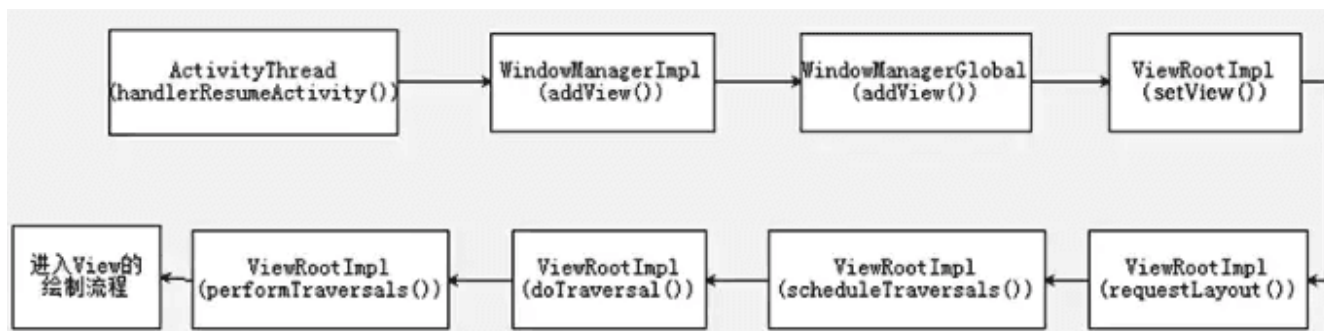 ActivityThread
(handlerResumeActivity())
WindowManagerImpl
(addView())
WindowManagerGlobal
(addView())
ViewRootImpl
(setView())
ViewRootImpl
(requestLayout())
ViewRootImpl
(scheduleTraversals())
ViewRootImpl
(doTraversal())
ViewRootImpl
(performTraversals())
进入View的
绘制流程